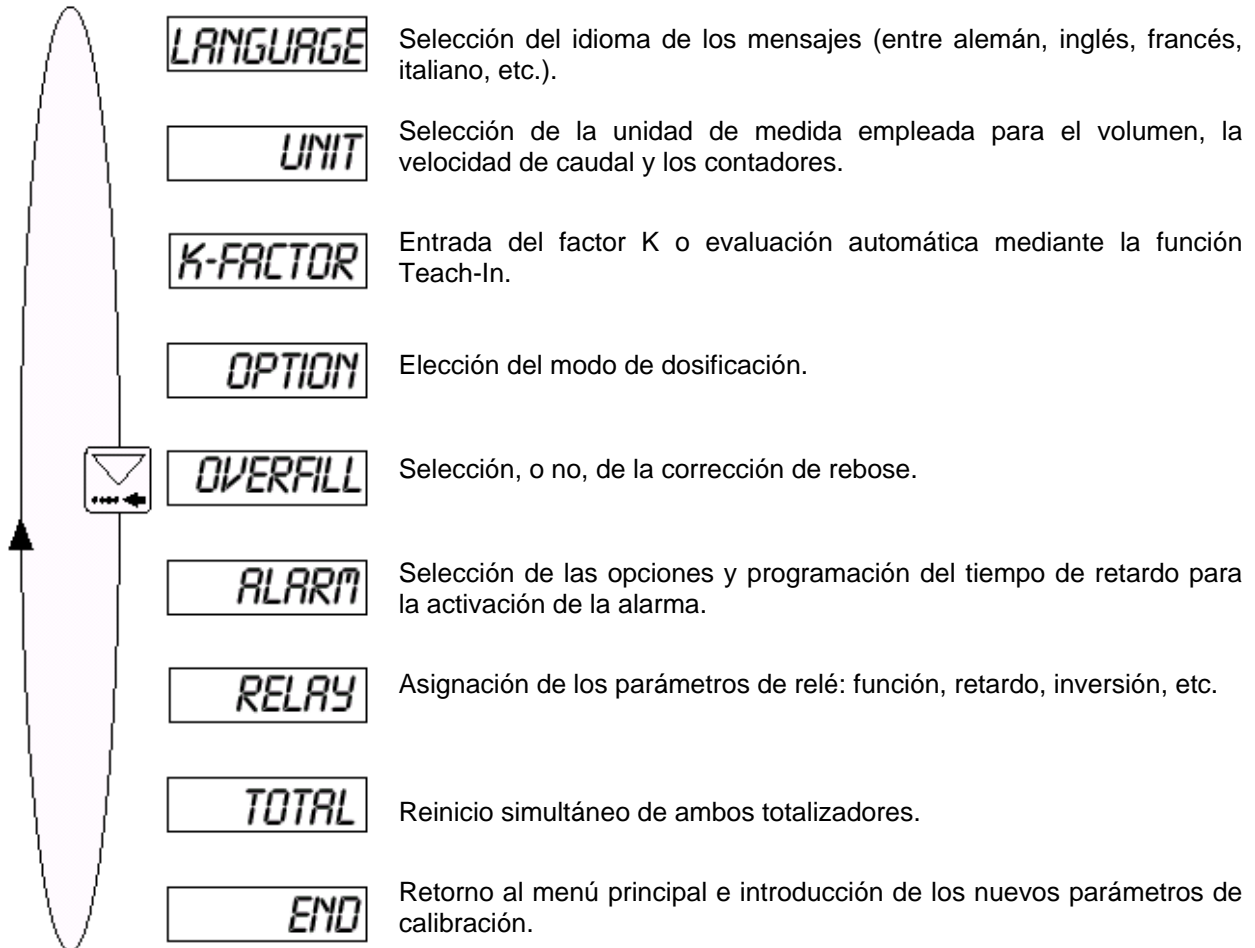 LANGUAGE
Selección del idioma de los mensajes (entre alemán, inglés, francés,
italiano, etc.).
UNIT
Selección de la unidad de medida empleada para el volumen, la
velocidad de caudal y los contadores.
K-FACTOR
Entrada del factor K o evaluación automática mediante la función
Teach-In.
OPTION
Elección del modo de dosificación.
OVERFILL
Selección, o no, de la corrección de rebose.
ALARM
Selección de las opciones y programación del tiempo de retardo para
la activación de la alarma.
RELAY
Asignación de los parámetros de relé: función, retardo, inversión, etc.
TOTAL
Reinicio simultáneo de ambos totalizadores.
END
Retorno al menú principal e introducción de los nuevos parámetros de
calibración.